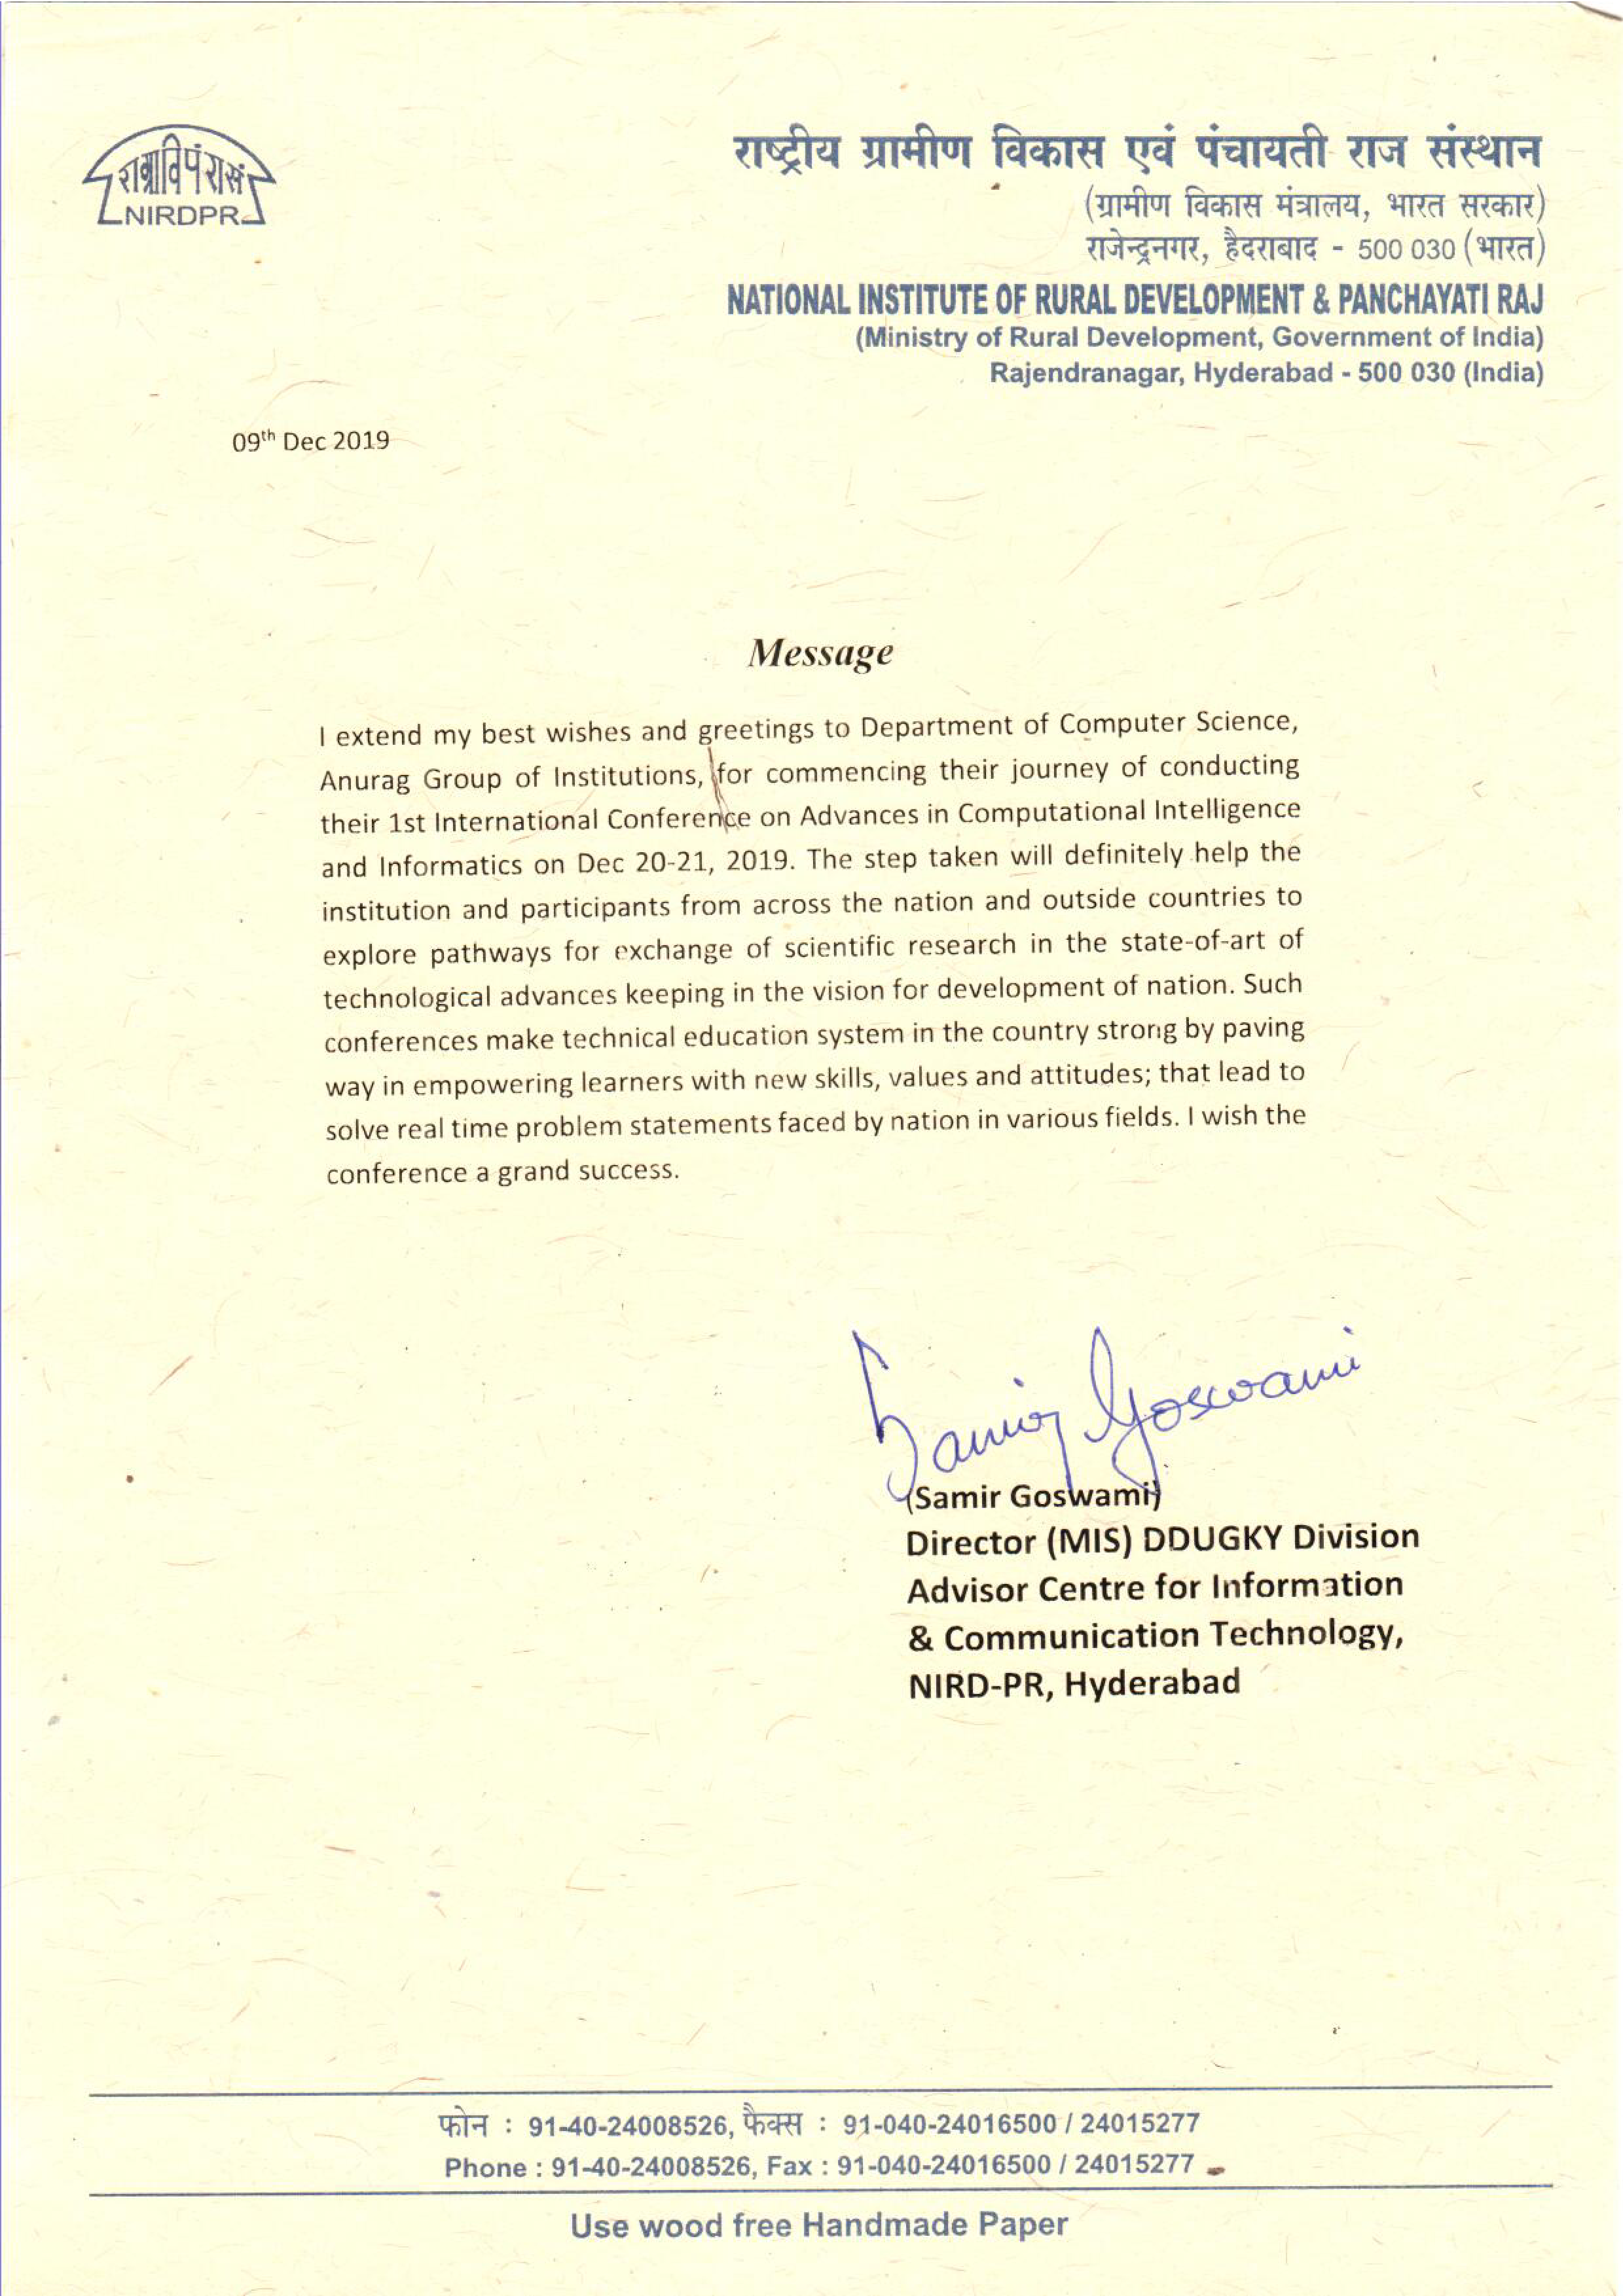 राग्राविपंरासं
NIRDPR
राष्ट्रीय ग्रामीण विकास एवं पंचायती राज संस्थान
(ग्रामीण विकास मंत्रालय, भारत सरकार)
राजेन्द्रनगर, हैदराबाद - 500 030 (भारत)
NATIONAL INSTITUTE OF RURAL DEVELOPMENT & PANCHAYATI RAJ
(Ministry of Rural Development, Government of India)
Rajendranagar, Hyderabad - 500 030 (India)
09th Dec 2019
Message
I extend my best wishes and greetings to Department of Computer Science,
Anurag Group of Institutions, for commencing their journey of conducting
their 1st International Conference on Advances in Computational Intelligence
and Informatics on Dec 20-21, 2019. The step taken will definitely help the
institution and participants from across the nation and outside countries to
explore pathways for exchange of scientific research in the state-of-art of
technological advances keeping in the vision for development of nation. Such
conferences make technical education system in the country strong by paving
way in empowering learners with new skills, values and attitudes; that lead to
solve real time problem statements faced by nation in various fields. I wish the
conference a grand success.
Samir Goswami
(Samir Goswami)
Director (MIS) DDUGKY Division
Advisor Centre for Information
& Communication Technology,
NIRD-PR, Hyderabad
फोन : 91-40-24008526, फैक्स : 91-040-24016500 / 24015277
Phone : 91-40-24008526, Fax : 91-040-24016500 / 24015277
Use wood free Handmade Paper